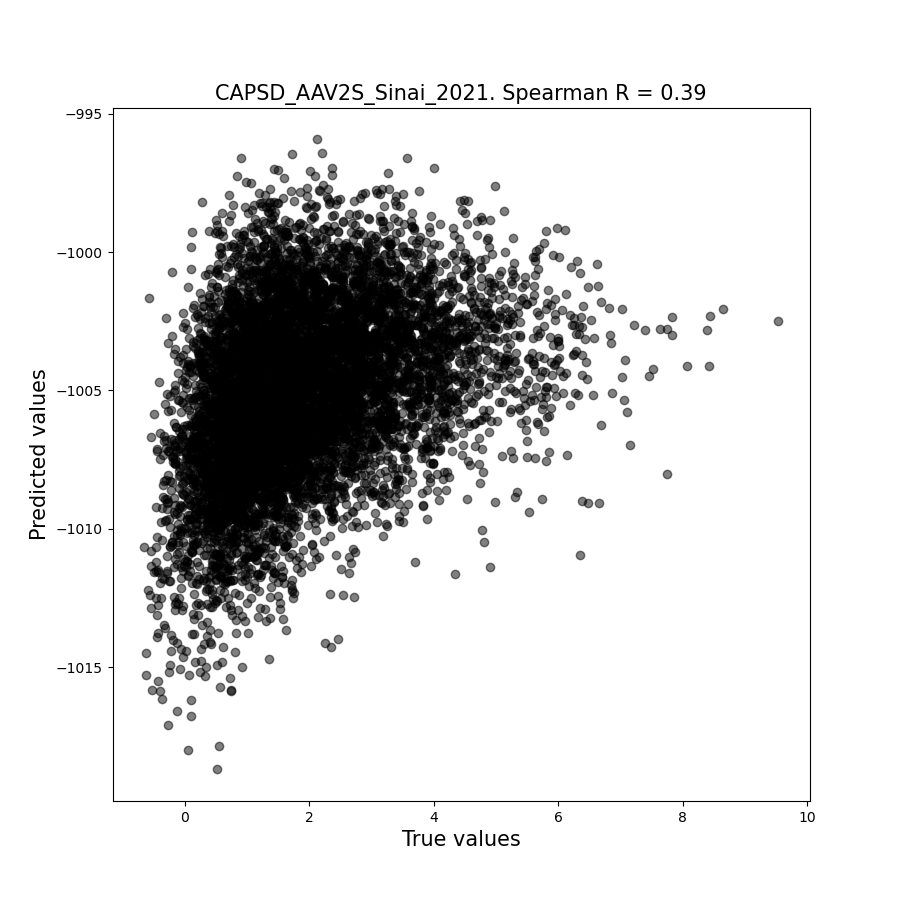 CAPSD_AAV2S_Sinai_2021. Spearman R = 0.39
−995
−1000
−1005
−1010
−1015
Predicted values
0 2 4 6 8 10
True values